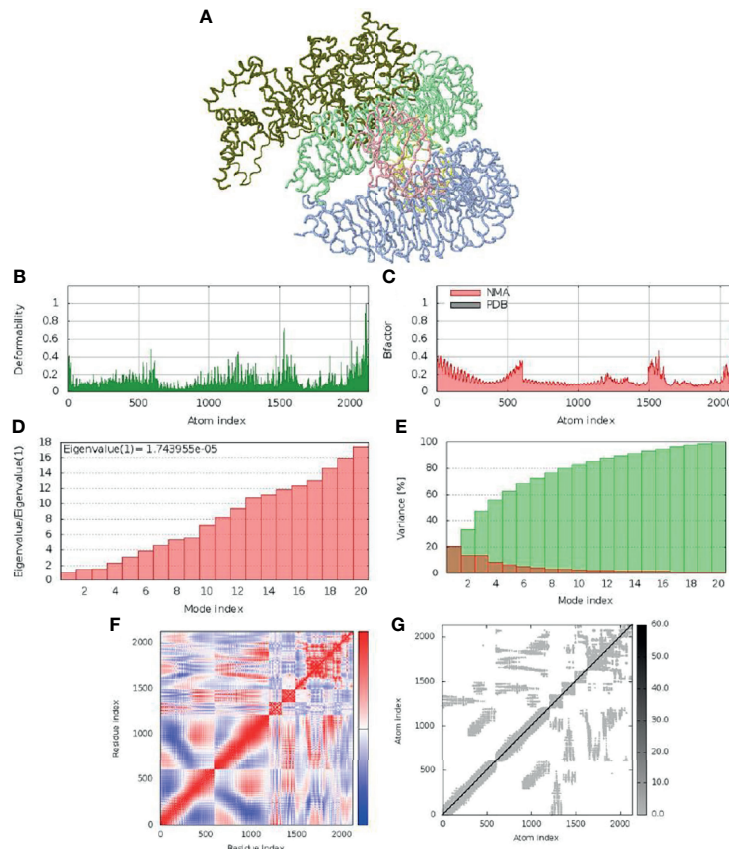 A
B
Deformability
1
0.8
0.6
0.4
0.2
0
0 500 1000 1500 2000
Atom index
C
NMA
PDB
Bfactor
1
0.8
0.6
0.4
0.2
0
0 500 1000 1500 2000
Atom index
D
Eigenvalue(1)= 1.743955e-05
Eigenvalue/Eigenvalue(1)
18
16
14
12
10
8
6
4
2
0
2 4 6 8 10 12 14 16 18 20
Mode index
E
Variance [%]
100
80
60
40
20
0
2 4 6 8 10 12 14 16 18 20
Mode index
F
Residue index
2000
1500
1000
500
0
0 500 1000 1500 2000
Residue index
G
Atom index
2000
1500
1000
500
0
0 500 1000 1500 2000
Atom index
60.0
50.0
40.0
30.0
20.0
10.0
0.0